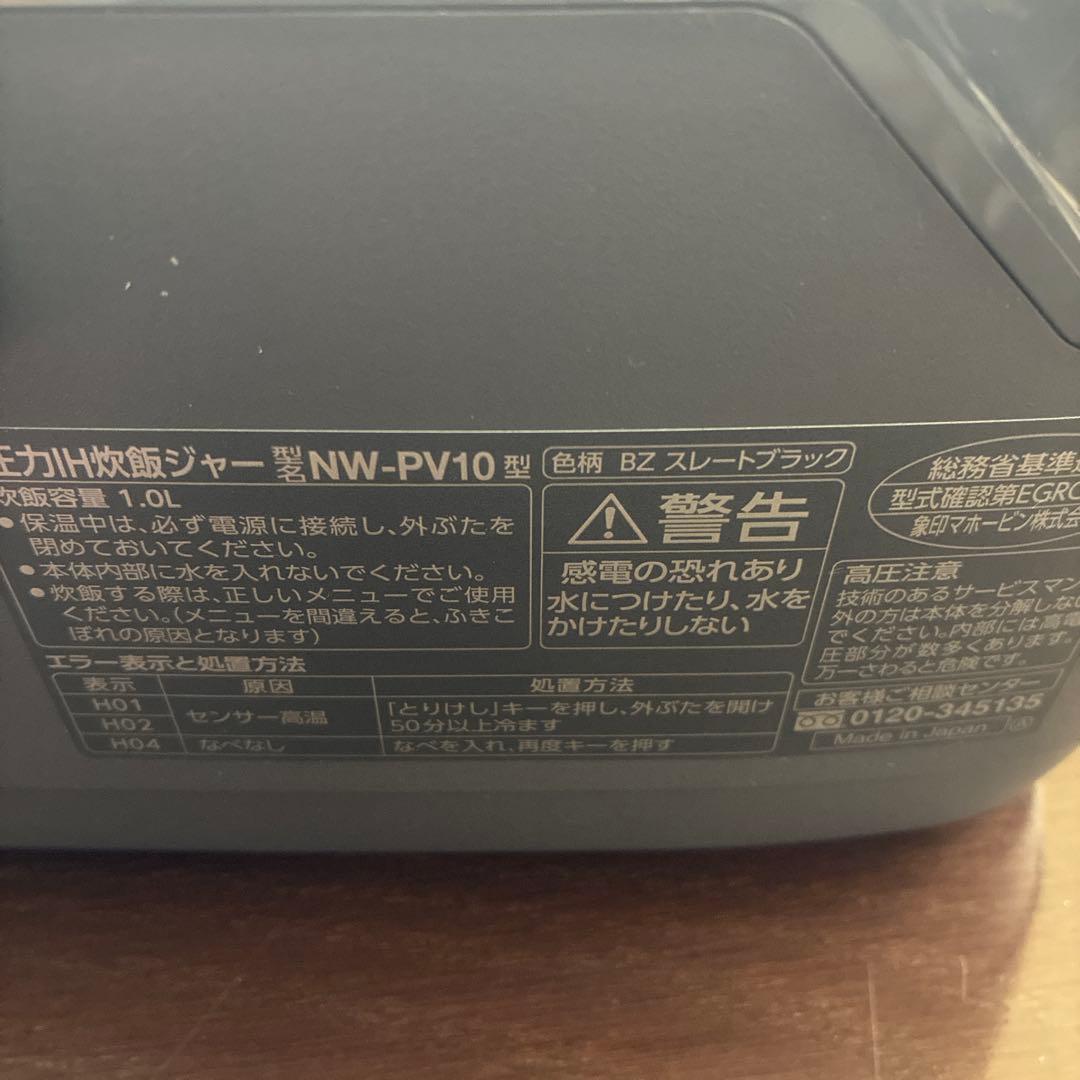 圧力IH炊飯ジャー 型名 NW-PV10 型
炊飯容量 1.0L
●保温中は、必ず電源に接続し、外ぶたを
閉めておいてください。
●本体内部に水を入れないでください。
●炊飯する際は、正しいメニューでご使用
ください。(メニューを間違えると、ふきこ
ぼれの原因となります)
エラー表示と処置方法
表示 原因 処置方法
H01
H02
センサー高温
「とりけし」キーを押し、外ぶたを開け
50分以上冷ます
H04 なべなし なべを入れ、再度キーを押す
色柄 BZ スレートブラック
警告
感電の恐れあり
水につけたり、水を
かけたりしない
総務省基準
型式確認第EGRC
象印マホービン株式会
高圧注意
技術のあるサービスマン
外の方は本体を分解しない
でください。内部には高電
圧部分が数多くあります。
万一さわると危険です。
お客様ご相談センター
0120-345135
Made in Japan